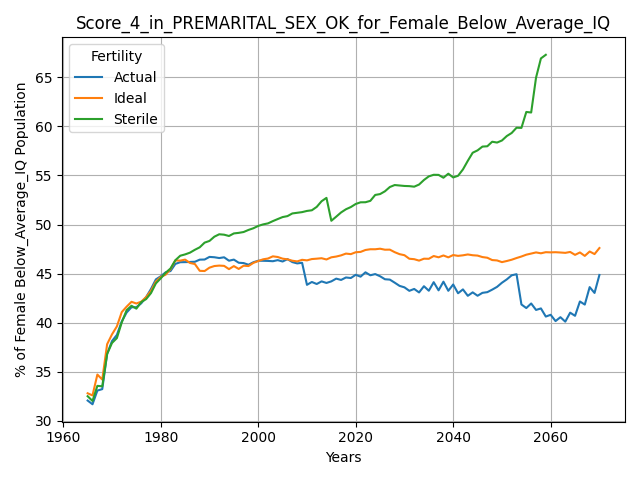 Score_4_in_PREMARITAL_SEX_OK_for_Female_Below_Average_IQ
Fertility
Actual
Ideal
Sterile
% of Female Below_Average_IQ Population
65
60
55
50
45
40
35
30
1960
1980
2000
2020
2040
2060
Years